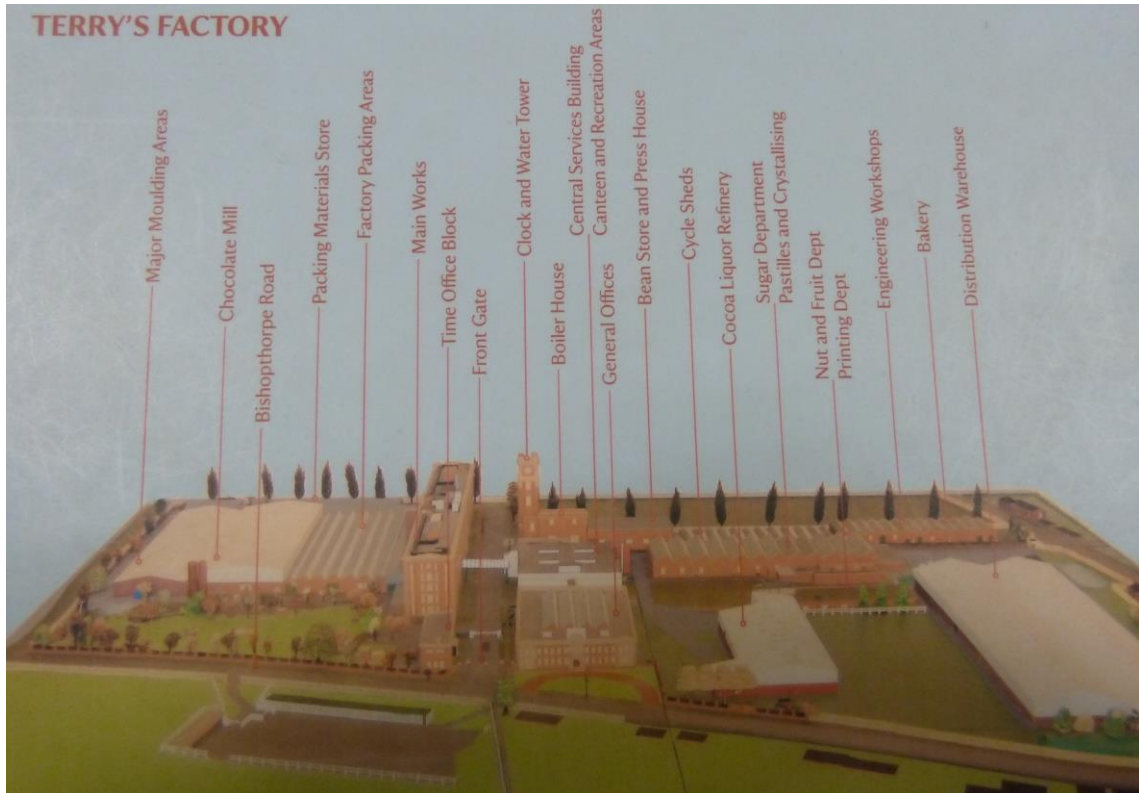 TERRY'S FACTORY
Major Moulding Areas
Chocolate Mill
Bishopthorpe Road
Packing Materials Store
Factory Packing Areas
Main Works
Time Office Block
Front Gate
Clock and Water Tower
Boiler House
Central Services Building
Canteen and Recreation Areas
General Offices
Bean Store and Press House
Cycle Sheds
Cocoa Liquor Refinery
Sugar Department
Pastilles and Crystallising
Nut and Fruit Dept
Printing Dept
Engineering Workshops
Bakery
Distribution Warehouse